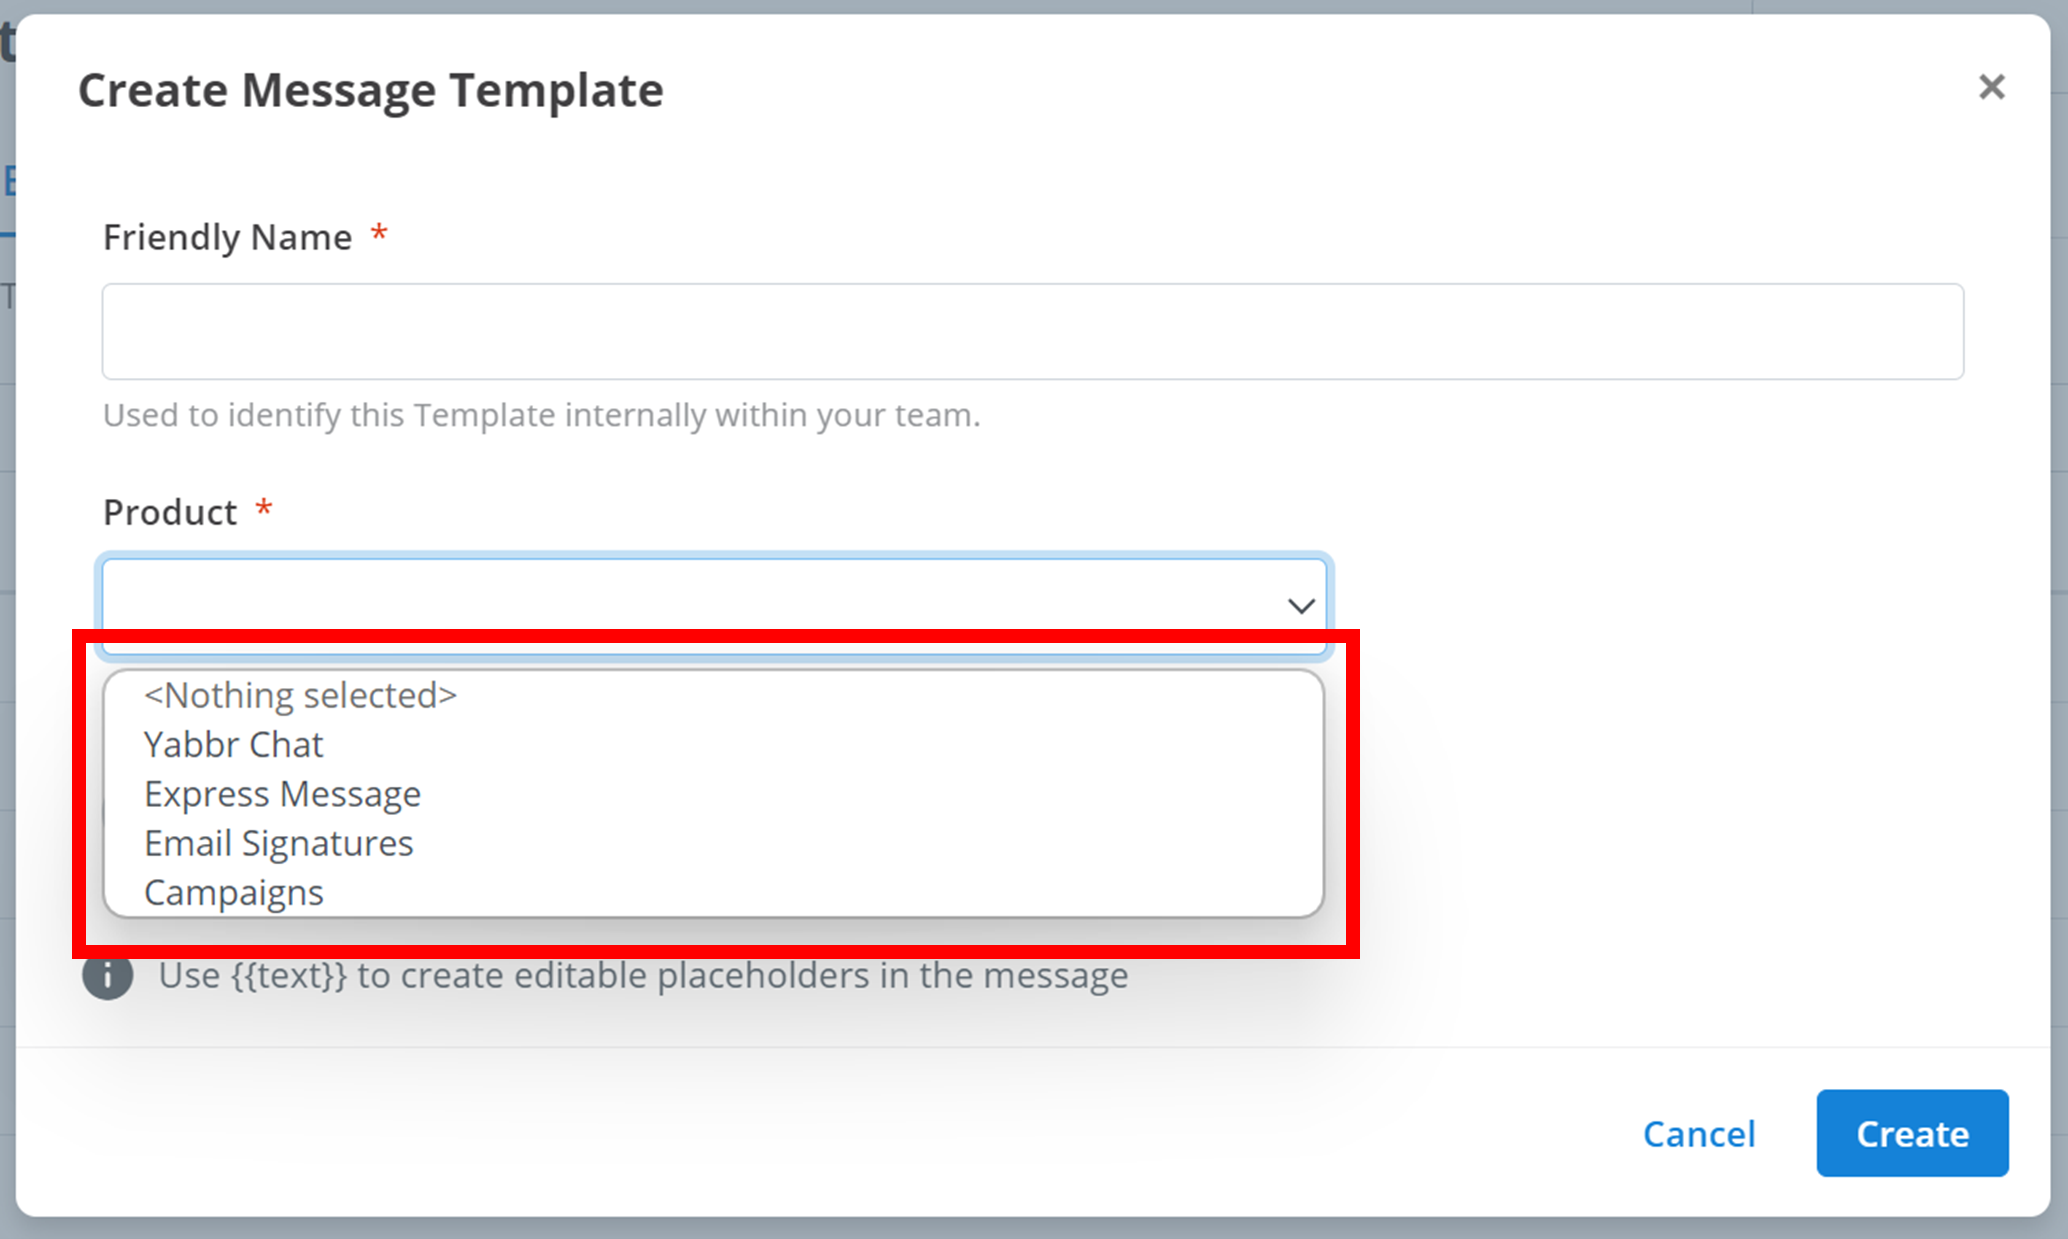 Create Message Template
×
Friendly Name *
Used to identify this Template internally within your team.
Product *
<Nothing selected>
Yabbr Chat
Express Message
Email Signatures
Campaigns
i Use {{text}} to create editable placeholders in the message
Cancel
Create